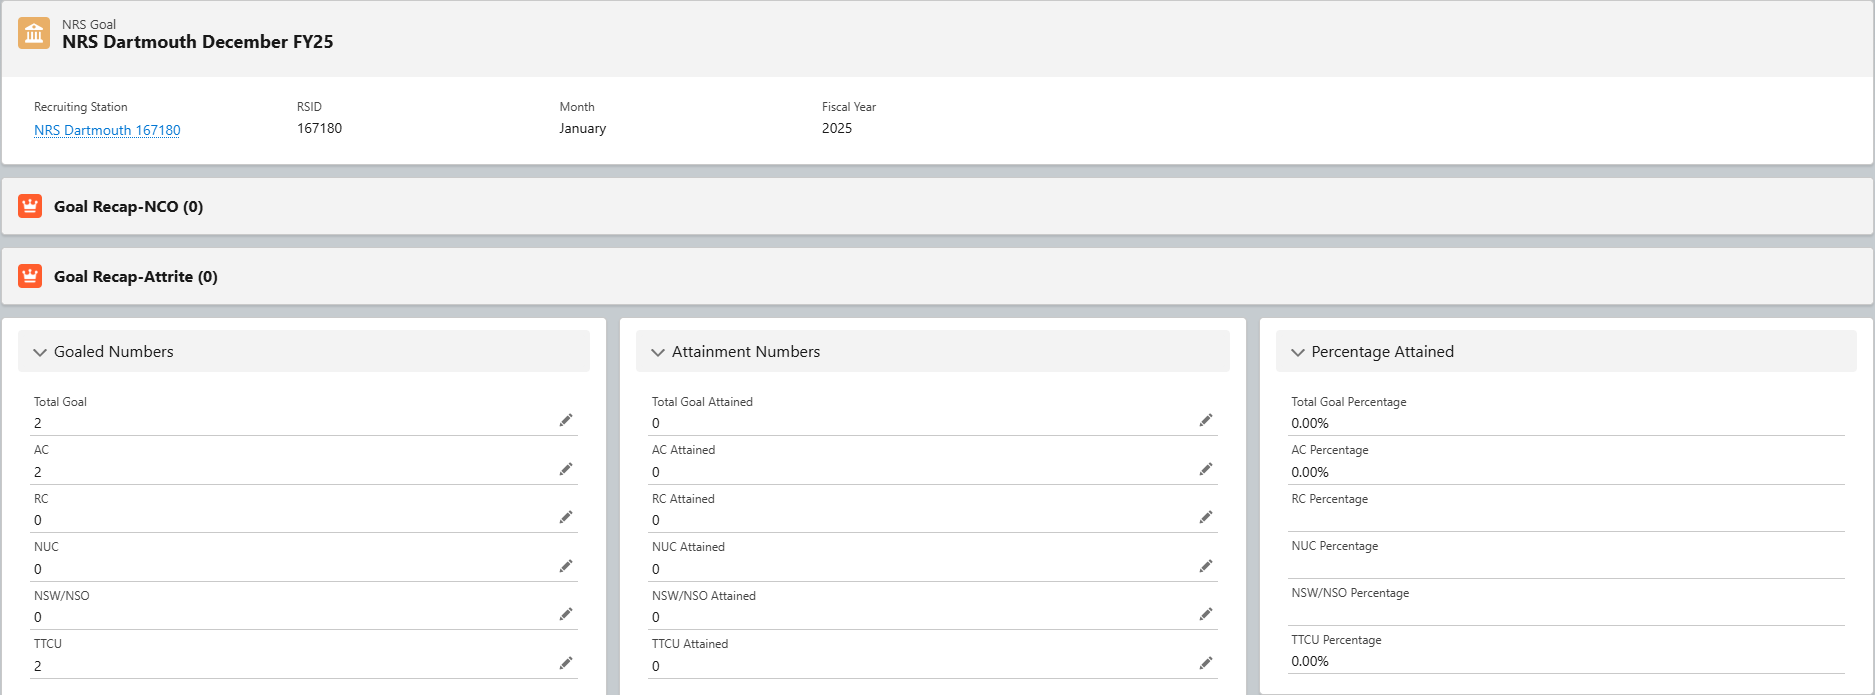 NRS Goal
NRS Dartmouth December FY25
Recruiting Station RSID Month Fiscal Year
NRS Dartmouth 167180 167180 January 2025
Goal Recap-NCO (0)
Goal Recap-Attrite (0)
Goaled Numbers
Total Goal
2
AC
2
RC
0
NUC
0
NSW/NSO
0
TTCU
2
Attainment Numbers
Total Goal Attained
0
AC Attained
0
RC Attained
0
NUC Attained
0
NSW/NSO Attained
0
TTCU Attained
0
Percentage Attained
Total Goal Percentage
0.00%
AC Percentage
0.00%
RC Percentage
NUC Percentage
NSW/NSO Percentage
TTCU Percentage
0.00%